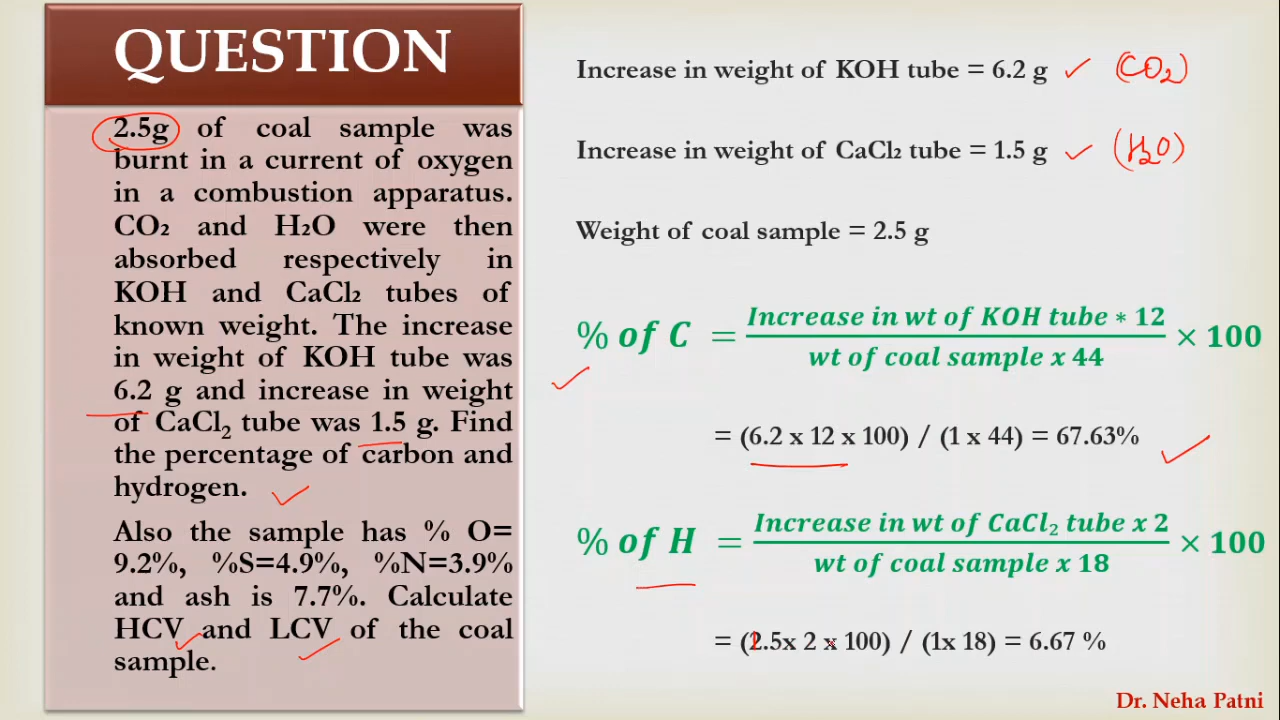 QUESTION
2.5g of coal sample was
burnt in a current of oxygen
in a combustion apparatus.
CO₂ and H₂O were then
absorbed respectively in
KOH and CaCl₂ tubes of
known weight. The increase
in weight of KOH tube was
6.2 g and increase in weight
of CaCl₂ tube was 1.5 g. Find
the percentage of carbon and
hydrogen.
Also the sample has % O=
9.2%, %S=4.9%, %N=3.9%
and ash is 7.7%. Calculate
HCV and LCV of the coal
sample.
Increase in weight of KOH tube = 6.2 g ✓ (CO₂)
Increase in weight of CaCl₂ tube = 1.5 g ✓ (H₂O)
Weight of coal sample = 2.5 g
% of C = (Increase in wt of KOH tube * 12) / (wt of coal sample x 44) × 100
= (6.2 x 12 x 100) / (1 x 44) = 67.63%
% of H = (Increase in wt of CaCl₂ tube x 2) / (wt of coal sample x 18) × 100
= (2.5x 2 x 100) / (1x 18) = 6.67 %
Dr. Neha Patni